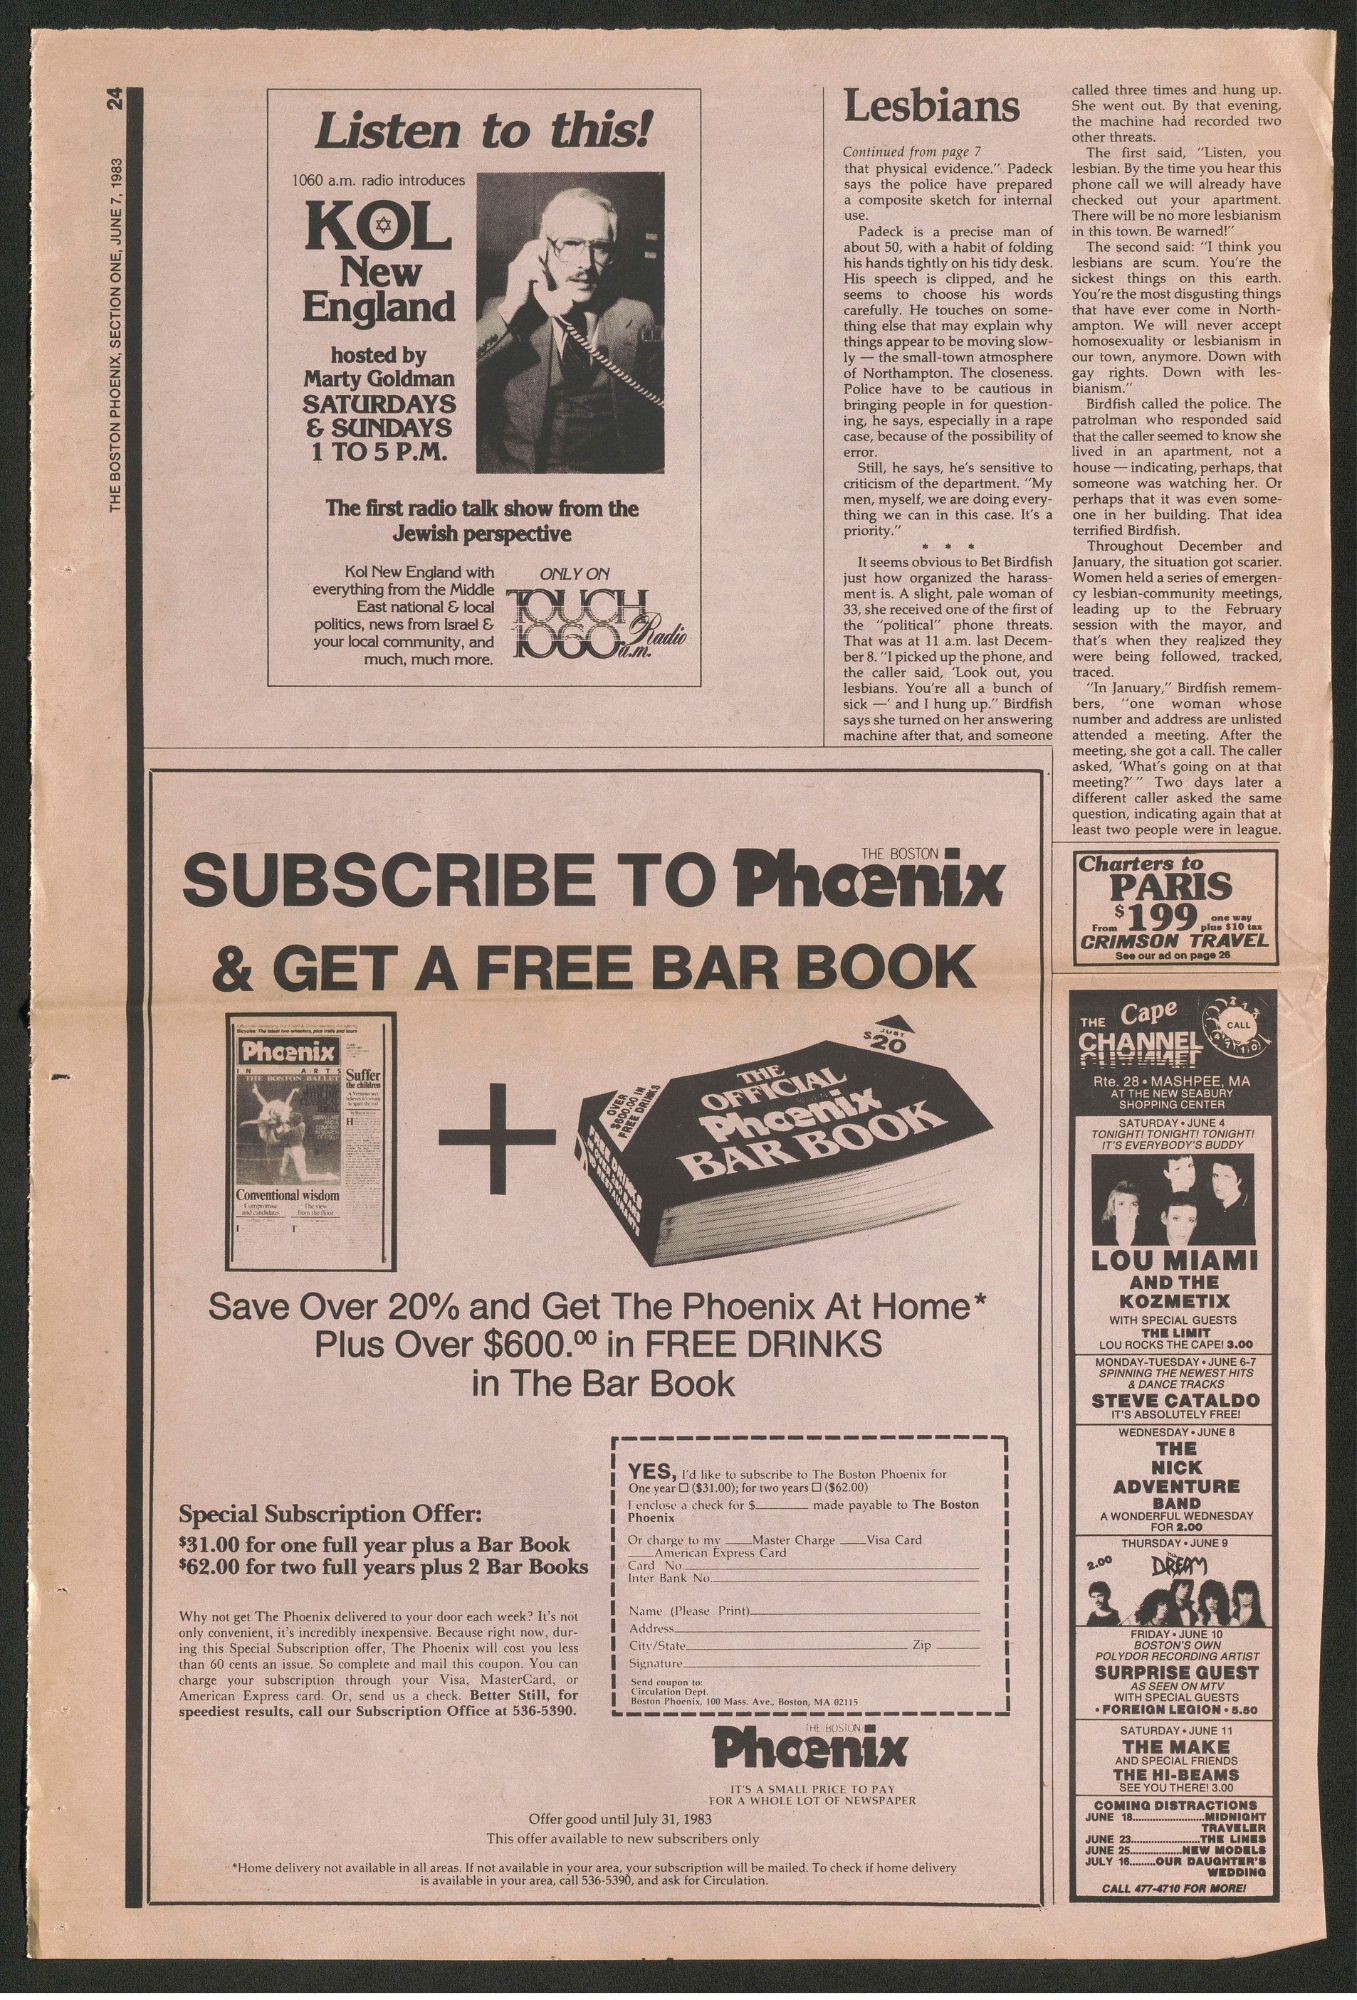 24
THE BOSTON PHOENIX, SECTION ONE, JUNE 7, 1983
Listen to this!
1060 a.m. radio introduces
KOL
New
England
hosted by
Marty Goldman
SATURDAYS
& SUNDAYS
1 TO 5 P.M.
The first radio talk show from the
Jewish perspective
Kol New England with
everything from the Middle
East national & local
politics, news from Israel &
your local community, and
much, much more.
ONLY ON
TOUCH
1060 a.m. Radio
Lesbians
Continued from page 7
that physical evidence." Padeck
says the police have prepared
a composite sketch for internal
use.
Padeck is a precise man of
about 50, with a habit of folding
his hands tightly on his tidy desk.
His speech is clipped, and he
seems to choose his words
carefully. He touches on some-
thing else that may explain why
things appear to be moving slow-
ly — the small-town atmosphere
of Northampton. The closeness.
Police have to be cautious in
bringing people in for question-
ing, he says, especially in a rape
case, because of the possibility of
error.
Still, he says, he's sensitive to
criticism of the department. "My
men, myself, we are doing every-
thing we can in this case. It's a
priority."
* * *
It seems obvious to Bet Birdfish
just how organized the harass-
ment is. A slight, pale woman of
33, she received one of the first of
the "political" phone threats.
That was at 11 a.m. last Decem-
ber 8. "I picked up the phone, and
the caller said, 'Look out, you
lesbians. You're all a bunch of
sick —' and I hung up." Birdfish
says she turned on her answering
machine after that, and someone
called three times and hung up.
She went out. By that evening,
the machine had recorded two
other threats.
The first said, "Listen, you
lesbian. By the time you hear this
phone call we will already have
checked out your apartment.
There will be no more lesbianism
in this town. Be warned!"
The second said: "I think you
lesbians are scum. You're the
sickest things on this earth.
You're the most disgusting things
that have ever come in North-
ampton. We will never accept
homosexuality or lesbianism in
our town, anymore. Down with
gay rights. Down with les-
bianism."
Birdfish called the police. The
patrolman who responded said
that the caller seemed to know she
lived in an apartment, not a
house — indicating, perhaps, that
someone was watching her. Or
perhaps that it was even some-
one in her building. That idea
terrified Birdfish.
Throughout December and
January, the situation got scarier.
Women held a series of emergen-
cy lesbian-community meetings,
leading up to the February
session with the mayor, and
that's when they realized they
were being followed, tracked,
traced.
"In January," Birdfish remem-
bers, "one woman whose
number and address are unlisted
attended a meeting. After the
meeting, she got a call. The caller
asked, 'What's going on at that
meeting?' " Two days later a
different caller asked the same
question, indicating again that at
least two people were in league.
SUBSCRIBE TO THE BOSTON Phoenix
& GET A FREE BAR BOOK
Phoenix
IN ARTS
THE BOSTON BALLET
Suffer
the children
Conventional wisdom
Compromise
and candidates
The view
from the floor
+
JUST
$20
OVER
$600.00 IN
FREE DRINKS
THE
OFFICIAL
Phoenix
BAR BOOK
Save Over 20% and Get The Phoenix At Home*
Plus Over $600.00 in FREE DRINKS
in The Bar Book
Special Subscription Offer:
$31.00 for one full year plus a Bar Book
$62.00 for two full years plus 2 Bar Books
Why not get The Phoenix delivered to your door each week? It's not
only convenient, it's incredibly inexpensive. Because right now, dur-
ing this Special Subscription offer, The Phoenix will cost you less
than 60 cents an issue. So complete and mail this coupon. You can
charge your subscription through your Visa, MasterCard, or
American Express card. Or, send us a check. Better Still, for
speediest results, call our Subscription Office at 536-5390.
YES, I'd like to subscribe to The Boston Phoenix for
One year ☐ ($31.00); for two years ☐ ($62.00)
I enclose a check for $______ made payable to The Boston
Phoenix
Or charge to my ___Master Charge ___Visa Card
___American Express Card
Card No.
Inter Bank No.
Name (Please Print)
Address
City/State Zip
Signature
Send coupon to:
Circulation Dept.
Boston Phoenix, 100 Mass. Ave., Boston, MA 02115
THE BOSTON
Phoenix
IT'S A SMALL PRICE TO PAY
FOR A WHOLE LOT OF NEWSPAPER
Offer good until July 31, 1983
This offer available to new subscribers only
*Home delivery not available in all areas. If not available in your area, your subscription will be mailed. To check if home delivery
is available in your area, call 536-5390, and ask for Circulation.
Charters to
PARIS
From $199 one way
plus $10 tax
CRIMSON TRAVEL
See our ad on page 26
THE Cape
CHANNEL
CALL
Rte. 28 • MASHPEE, MA
AT THE NEW SEABURY
SHOPPING CENTER
SATURDAY • JUNE 4
TONIGHT! TONIGHT! TONIGHT!
IT'S EVERYBODY'S BUDDY
LOU MIAMI
AND THE
KOZMETIX
WITH SPECIAL GUESTS
THE LIMIT
LOU ROCKS THE CAPE! 3.00
MONDAY-TUESDAY • JUNE 6-7
SPINNING THE NEWEST HITS
& DANCE TRACKS
STEVE CATALDO
IT'S ABSOLUTELY FREE!
WEDNESDAY • JUNE 8
THE
NICK
ADVENTURE
BAND
A WONDERFUL WEDNESDAY
FOR 2.00
THURSDAY • JUNE 9
2.00
DREAM
FRIDAY • JUNE 10
BOSTON'S OWN
POLYDOR RECORDING ARTIST
SURPRISE GUEST
AS SEEN ON MTV
WITH SPECIAL GUESTS
• FOREIGN LEGION • 5.50
SATURDAY • JUNE 11
THE MAKE
AND SPECIAL FRIENDS
THE HI-BEAMS
SEE YOU THERE! 3.00
COMING DISTRACTIONS
JUNE 18........MIDNIGHT
TRAVELER
JUNE 23........THE LINES
JUNE 25........NEW MODELS
JULY 16........OUR DAUGHTER'S
WEDDING
CALL 477-4710 FOR MORE!